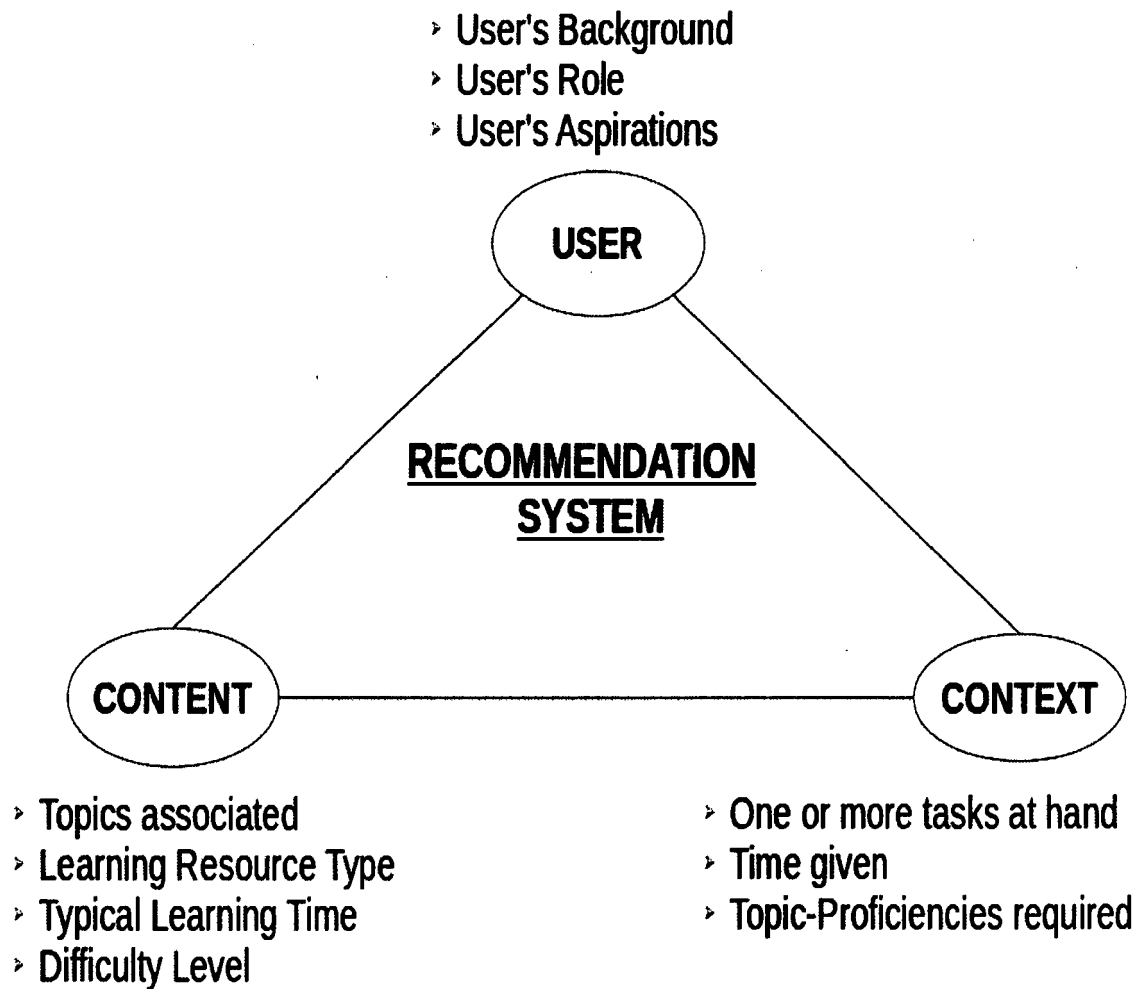 ➢ User's Background
➢ User's Role
➢ User's Aspirations
USER
RECOMMENDATION
SYSTEM
CONTENT
CONTEXT
➢ Topics associated
➢ Learning Resource Type
➢ Typical Learning Time
➢ Difficulty Level
➢ One or more tasks at hand
➢ Time given
➢ Topic-Proficiencies required